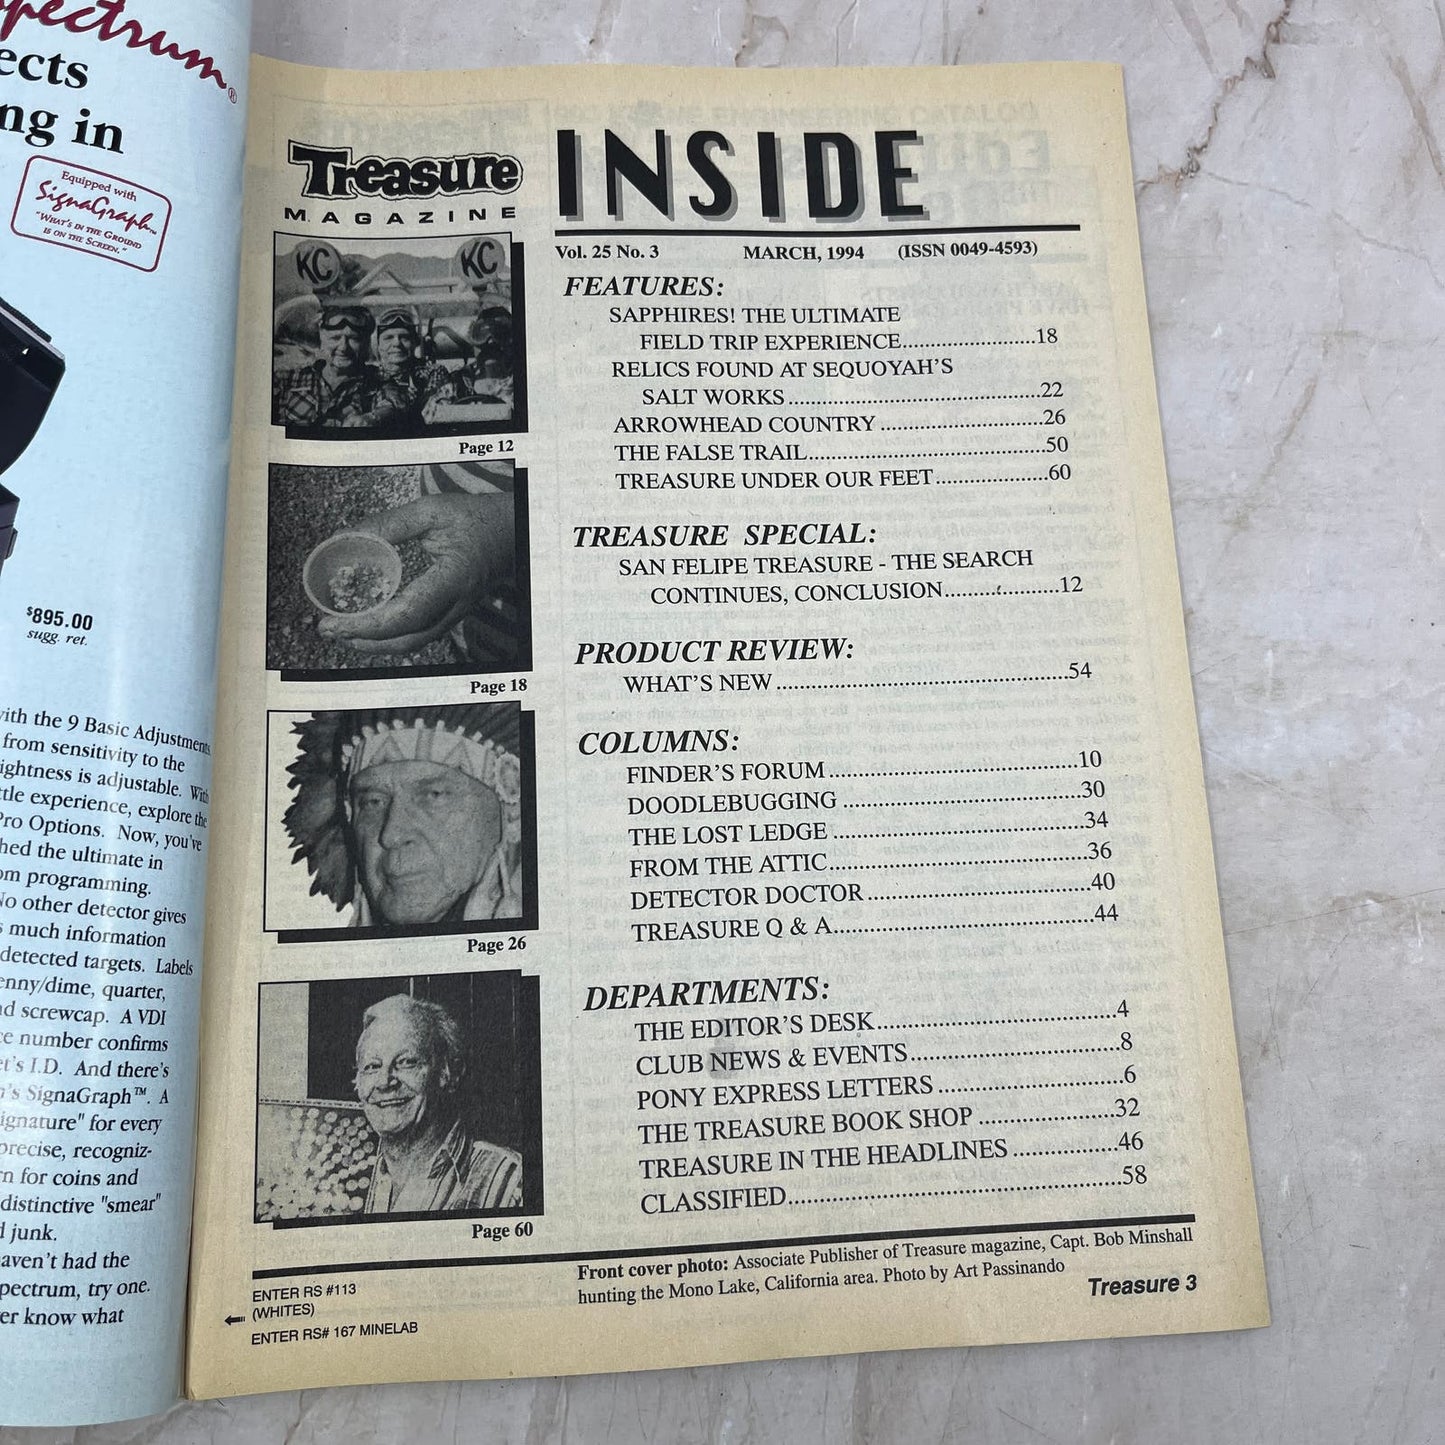 pectrum®
ects
ng in
Equipped with
SignaGraph™
"What's in the Ground
is on the Screen."
$895.00
sugg. ret.
with the 9 Basic Adjustments
from sensitivity to the
ightness is adjustable. With
ttle experience, explore the
Pro Options. Now, you've
hed the ultimate in
om programming.
No other detector gives
s much information
detected targets. Labels
enny/dime, quarter,
nd screwcap. A VDI
ce number confirms
et's I.D. And there's
n's SignaGraph™. A
ignature" for every
precise, recogniz-
rn for coins and
distinctive "smear"
d junk.
haven't had the
pectrum, try one.
er know what
Treasure
MAGAZINE
INSIDE
Vol. 25 No. 3 MARCH, 1994 (ISSN 0049-4593)
KC KC
Page 12
Page 18
Page 26
Page 60
FEATURES:
SAPPHIRES! THE ULTIMATE
FIELD TRIP EXPERIENCE.......................18
RELICS FOUND AT SEQUOYAH'S
SALT WORKS...........................................22
ARROWHEAD COUNTRY............................26
THE FALSE TRAIL.........................................50
TREASURE UNDER OUR FEET....................60
TREASURE SPECIAL:
SAN FELIPE TREASURE - THE SEARCH
CONTINUES, CONCLUSION....................12
PRODUCT REVIEW:
WHAT'S NEW..................................................54
COLUMNS:
FINDER'S FORUM..........................................10
DOODLEBUGGING........................................30
THE LOST LEDGE..........................................34
FROM THE ATTIC...........................................36
DETECTOR DOCTOR.....................................40
TREASURE Q & A...........................................44
DEPARTMENTS:
THE EDITOR'S DESK.......................................4
CLUB NEWS & EVENTS..................................8
PONY EXPRESS LETTERS..............................6
THE TREASURE BOOK SHOP......................32
TREASURE IN THE HEADLINES.................46
CLASSIFIED.....................................................58
Front cover photo: Associate Publisher of Treasure magazine, Capt. Bob Minshall
hunting the Mono Lake, California area. Photo by Art Passinando
ENTER RS #113
(WHITES)
ENTER RS# 167 MINELAB
Treasure 3